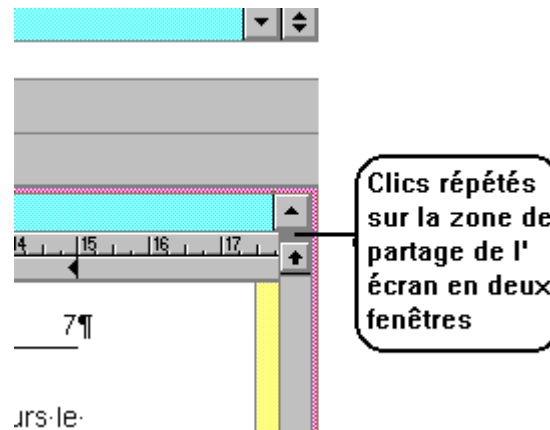 Clics répétés
sur la zone de
partage de l'
écran en deux
fenêtres
14 15 16 17
7¶
urs·le·